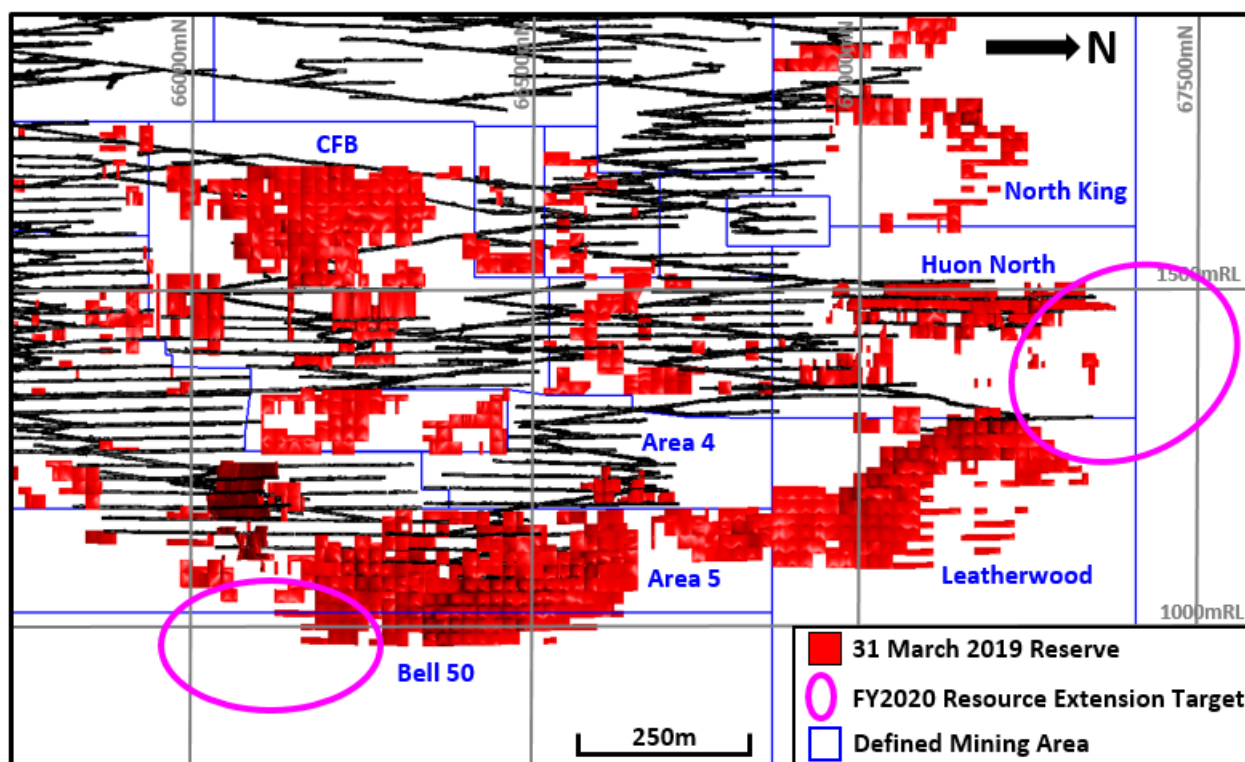 66000mN
66500mN
67000mN
67500mN
N
CFB
North King
Huon North
1500mRL
Area 4
Area 5
Leatherwood
1000mRL
Bell 50
31 March 2019 Reserve
FY2020 Resource Extension Target
Defined Mining Area
250m